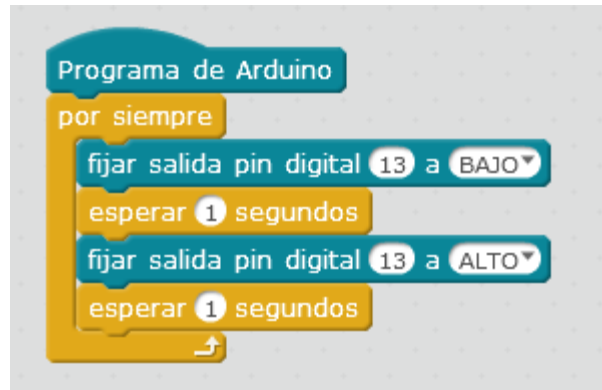 Programa de Arduino
por siempre
fijar salida pin digital 13 a BAJO
esperar 1 segundos
fijar salida pin digital 13 a ALTO
esperar 1 segundos